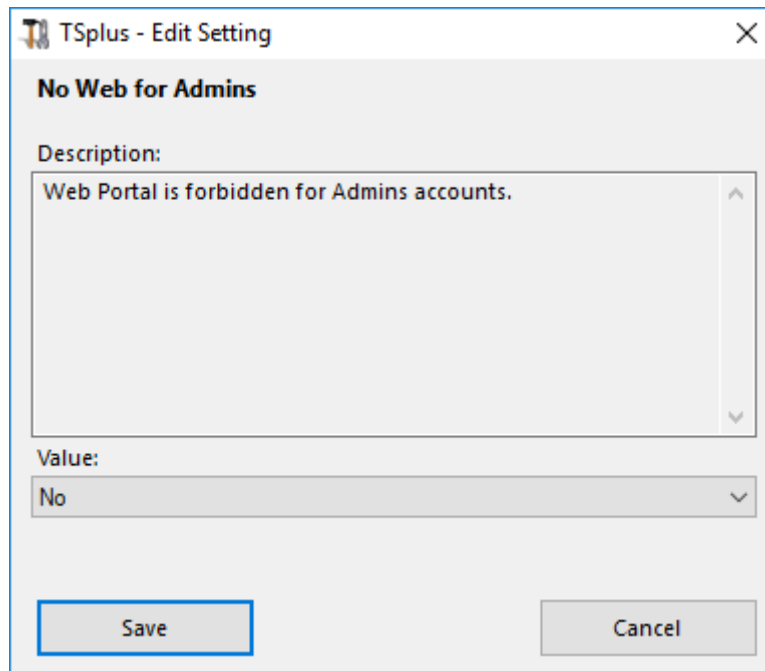 TSplus - Edit Setting
No Web for Admins
Description:
Web Portal is forbidden for Admins accounts.
Value:
No
Save Cancel